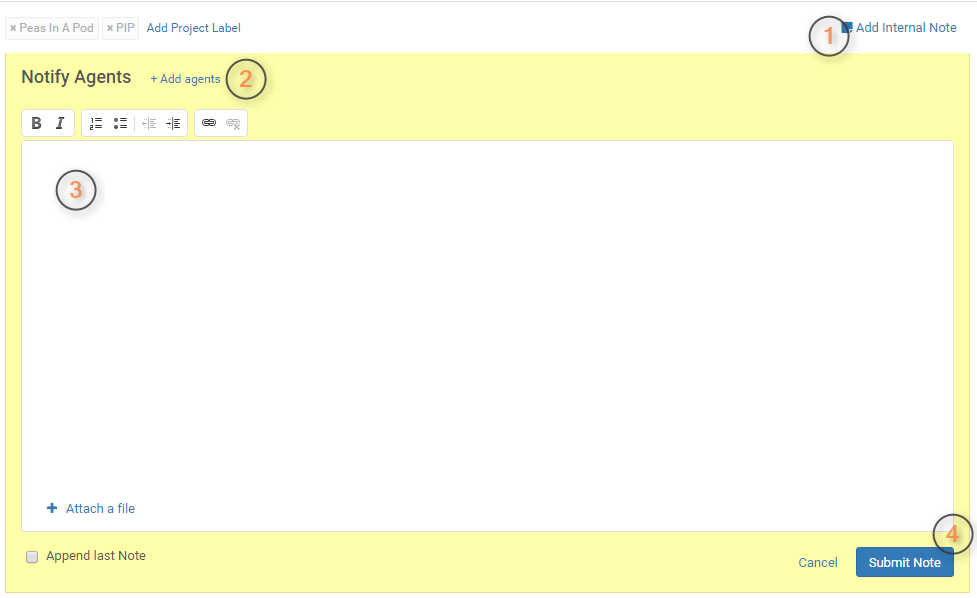 × Peas In A Pod × PIP Add Project Label 1 Add Internal Note
Notify Agents + Add agents 2
B I
3
+ Attach a file
4
Append last Note
Cancel Submit Note